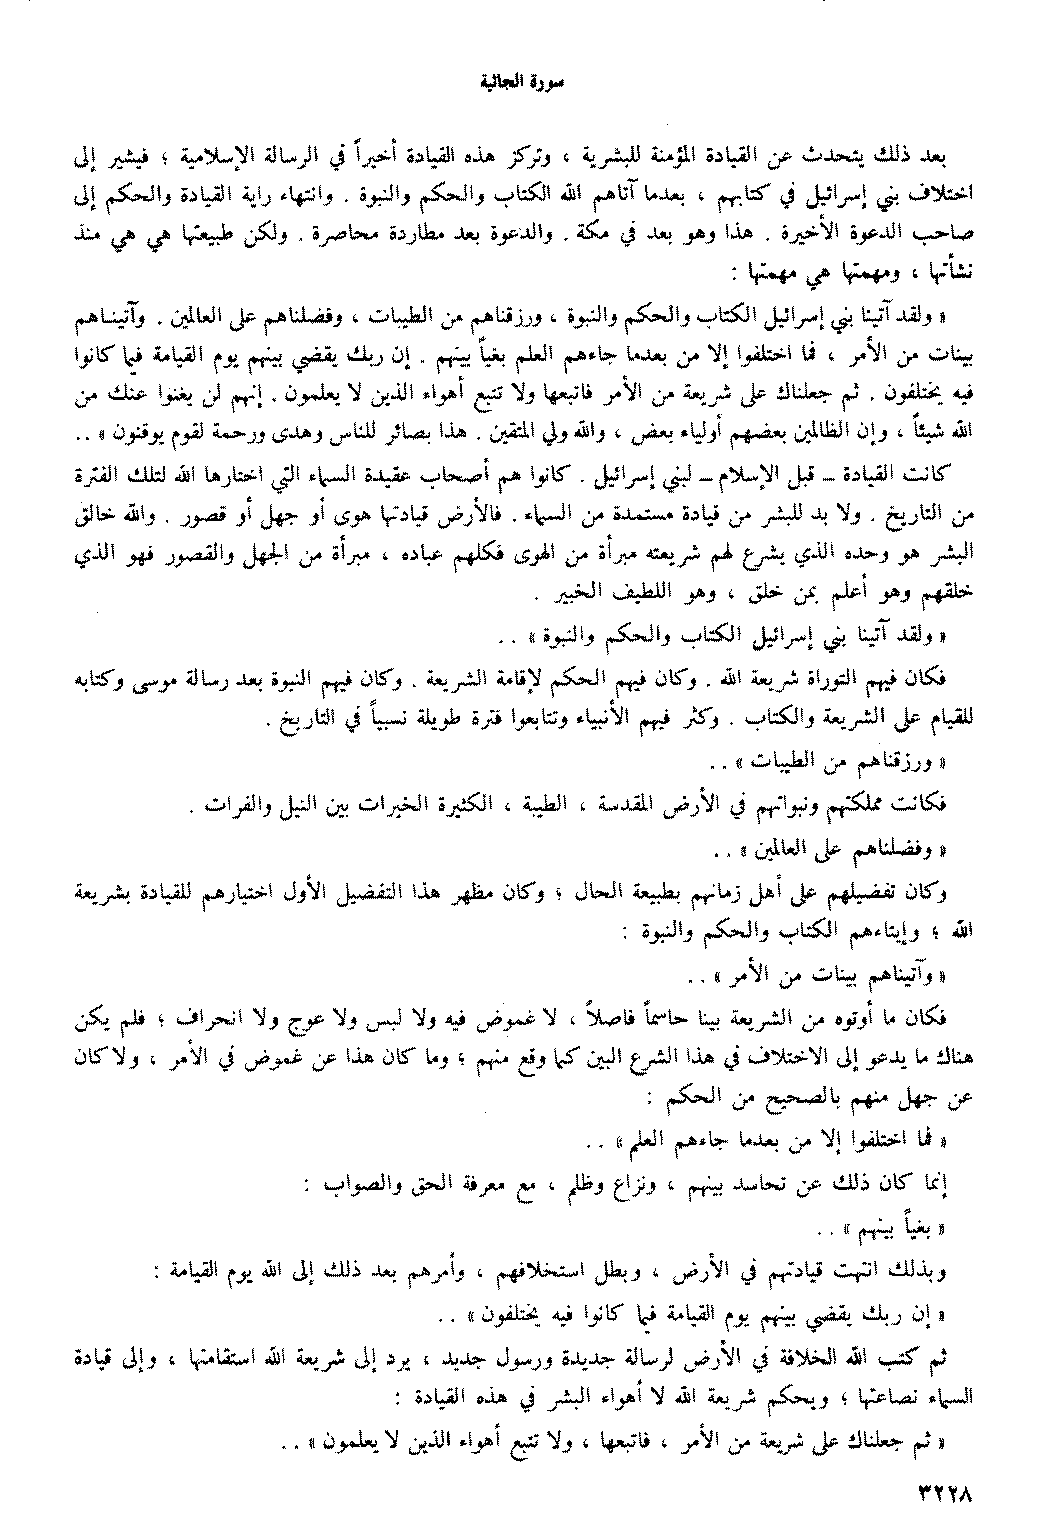 سورة الجاثية
بعد ذلك يتحدث عن القيادة المؤمنة للبشرية ، وتركز هذه القيادة أخيراً في الرسالة الإسلامية ؛ فيشير إلى
اختلاف بني إسرائيل في كتابهم ، بعدما آتاهم الله الكتاب والحكم والنبوة . وانتهاء راية القيادة والحكم إلى
صاحب الدعوة الأخيرة . هذا وهو بعد في مكة . والدعوة بعد مطاردة محاصرة . ولكن طبيعتها هي هي منذ
نشأتها ، ومهمتها هي مهمتها :
« ولقد آتينا بني إسرائيل الكتاب والحكم والنبوة ، ورزقناهم من الطيبات ، وفضلناهم على العالمين . وآتيناهم
بينات من الأمر ، فما اختلفوا إلا من بعدما جاءهم العلم بغياً بينهم . إن ربك يقضي بينهم يوم القيامة فيما كانوا
فيه يختلفون . ثم جعلناك على شريعة من الأمر فاتبعها ولا تتبع أهواء الذين لا يعلمون . إنهم لن يغنوا عنك من
الله شيئاً ، وإن الظالمين بعضهم أولياء بعض ، والله ولي المتقين . هذا بصائر للناس وهدى ورحمة لقوم يوقنون » ..
كانت القيادة – قبل الإسلام – لبني إسرائيل . كانوا هم أصحاب عقيدة السماء التي اختارها الله لتلك الفترة
من التاريخ . ولا بد للبشر من قيادة مستمدة من السماء . فالأرض قيادتها هوى أو جهل أو قصور . والله خالق
البشر هو وحده الذي يشرع لهم شريعته مبرأة من الهوى فكلهم عباده ، مبرأة من الجهل والقصور فهو الذي
خلقهم وهو أعلم بمن خلق ، وهو اللطيف الخبير .
« ولقد آتينا بني إسرائيل الكتاب والحكم والنبوة » ..
فكان فيهم التوراة شريعة الله . وكان فيهم الحكم لإقامة الشريعة . وكان فيهم النبوة بعد رسالة موسى وكتابه
للقيام على الشريعة والكتاب . وكثر فيهم الأنبياء وتتابعوا فترة طويلة نسبياً في التاريخ .
« ورزقناهم من الطيبات » ..
فكانت مملكتهم ونبواتهم في الأرض المقدسة ، الطيبة ، الكثيرة الخيرات بين النيل والفرات .
« وفضلناهم على العالمين » ..
وكان تفضيلهم على أهل زمانهم بطبيعة الحال ؛ وكان مظهر هذا التفضيل الأول اختيارهم للقيادة بشريعة
الله ؛ وإيتاءهم الكتاب والحكم والنبوة :
« وآتيناهم بينات من الأمر » ..
فكان ما أوتوه من الشريعة بينا حاسماً فاصلاً ، لا غموض فيه ولا لبس ولا عوج ولا انحراف ؛ فلم يكن
هناك ما يدعو إلى الاختلاف في هذا الشرع البين كما وقع منهم ؛ وما كان هذا عن غموض في الأمر ، ولا كان
عن جهل منهم بالصحيح من الحكم :
« فما اختلفوا إلا من بعدما جاءهم العلم » ..
إنما كان ذلك عن تحاسد بينهم ، ونزاع وظلم ، مع معرفة الحق والصواب :
« بغياً بينهم » ..
وبذلك انتهت قيادتهم في الأرض ، وبطل استخلافهم ، وأمرهم بعد ذلك إلى الله يوم القيامة :
« إن ربك يقضي بينهم يوم القيامة فيما كانوا فيه يختلفون » ..
ثم كتب الله الخلافة في الأرض لرسالة جديدة ورسول جديد ، يرد إلى شريعة الله استقامتها ، وإلى قيادة
السماء نصاعتها ؛ ويحكم شريعة الله لا أهواء البشر في هذه القيادة :
« ثم جعلناك على شريعة من الأمر ، فاتبعها ، ولا تتبع أهواء الذين لا يعلمون » ..
٣٢٢٨